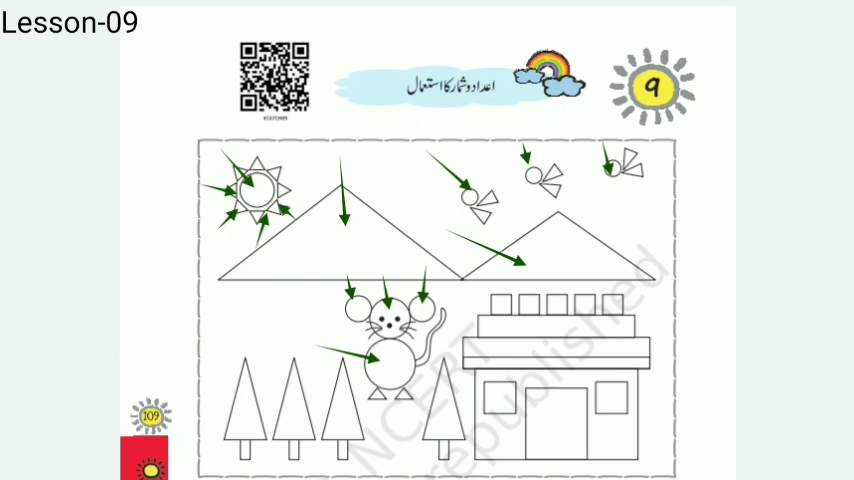 Lesson-09
اعداد و شمار کا استعمال
۹
NCERT
republished
109